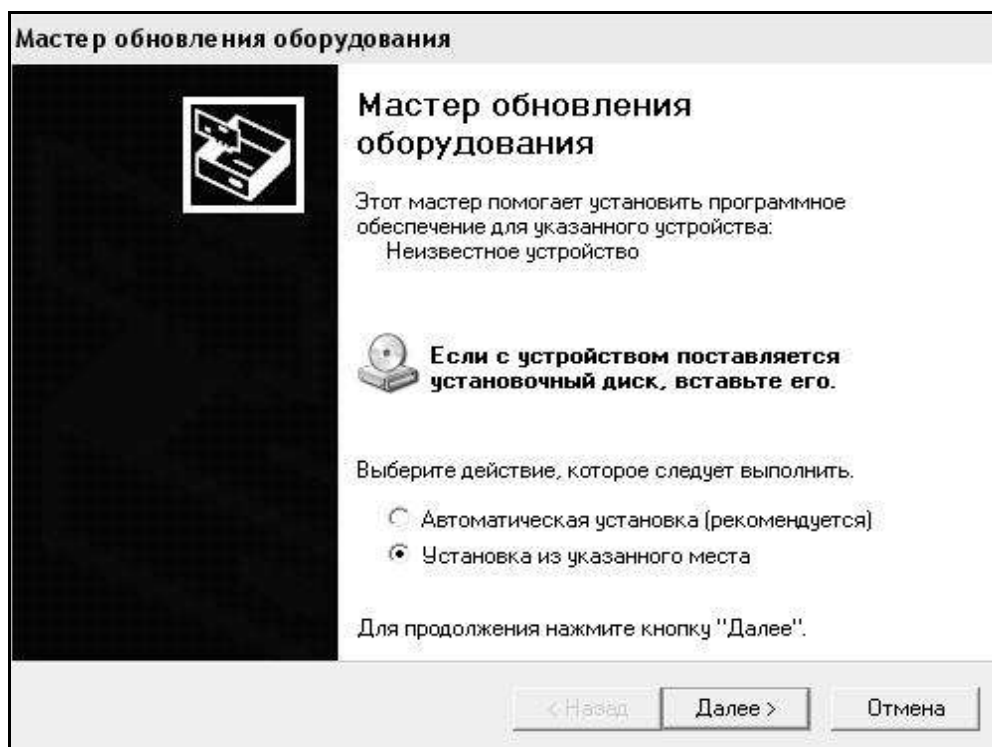 Мастер обновления оборудования
Мастер обновления
оборудования
Этот мастер помогает установить программное
обеспечение для указанного устройства:
Неизвестное устройство
Если с устройством поставляется
установочный диск, вставьте его.
Выберите действие, которое следует выполнить.
Автоматическая установка (рекомендуется)
Установка из указанного места
Для продолжения нажмите кнопку "Далее".
< Назад
Далее >
Отмена